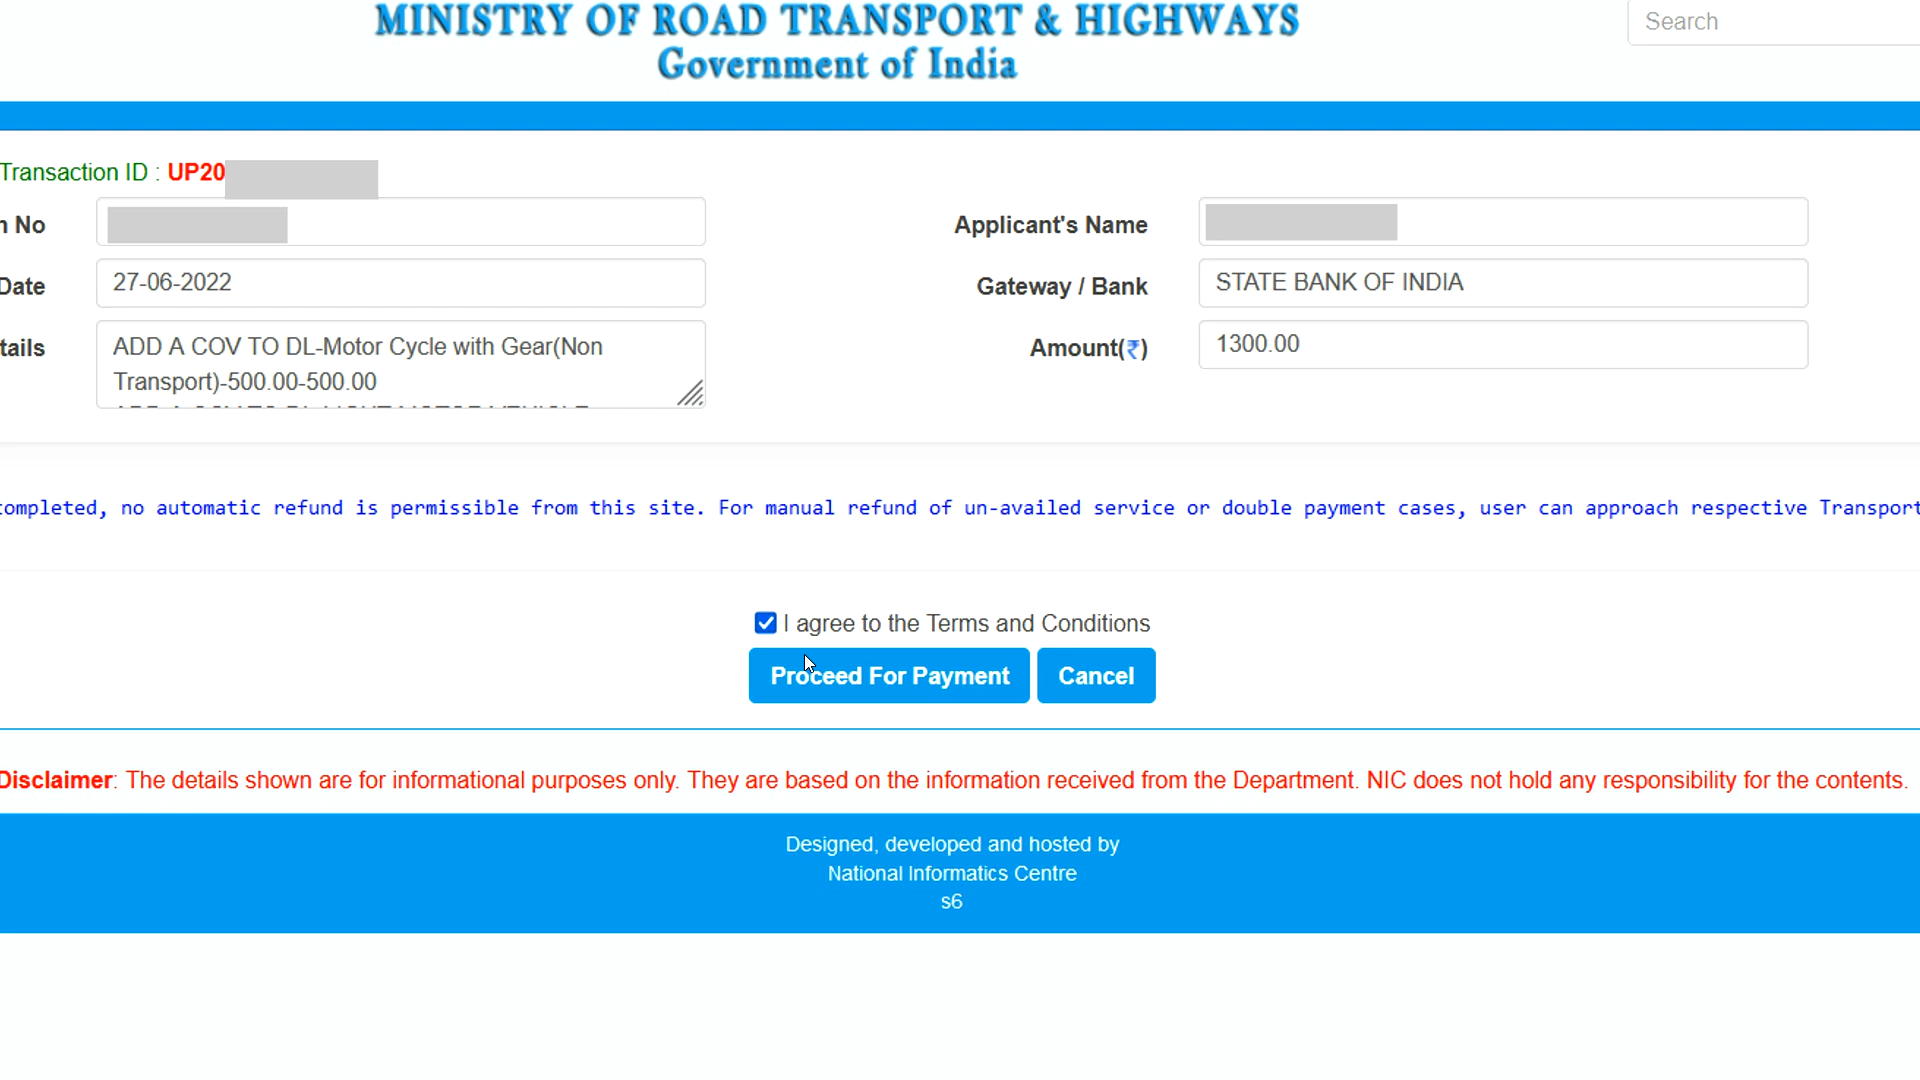 MINISTRY OF ROAD TRANSPORT & HIGHWAYS
Government of India
Search
Transaction ID : UP20
n No
Applicant's Name
Date
27-06-2022
Gateway / Bank
STATE BANK OF INDIA
tails
ADD A COV TO DL-Motor Cycle with Gear(Non
Transport)-500.00-500.00
Amount(₹)
1300.00
completed, no automatic refund is permissible from this site. For manual refund of un-availed service or double payment cases, user can approach respective Transport
I agree to the Terms and Conditions
Proceed For Payment
Cancel
Disclaimer: The details shown are for informational purposes only. They are based on the information received from the Department. NIC does not hold any responsibility for the contents.
Designed, developed and hosted by
National Informatics Centre
s6